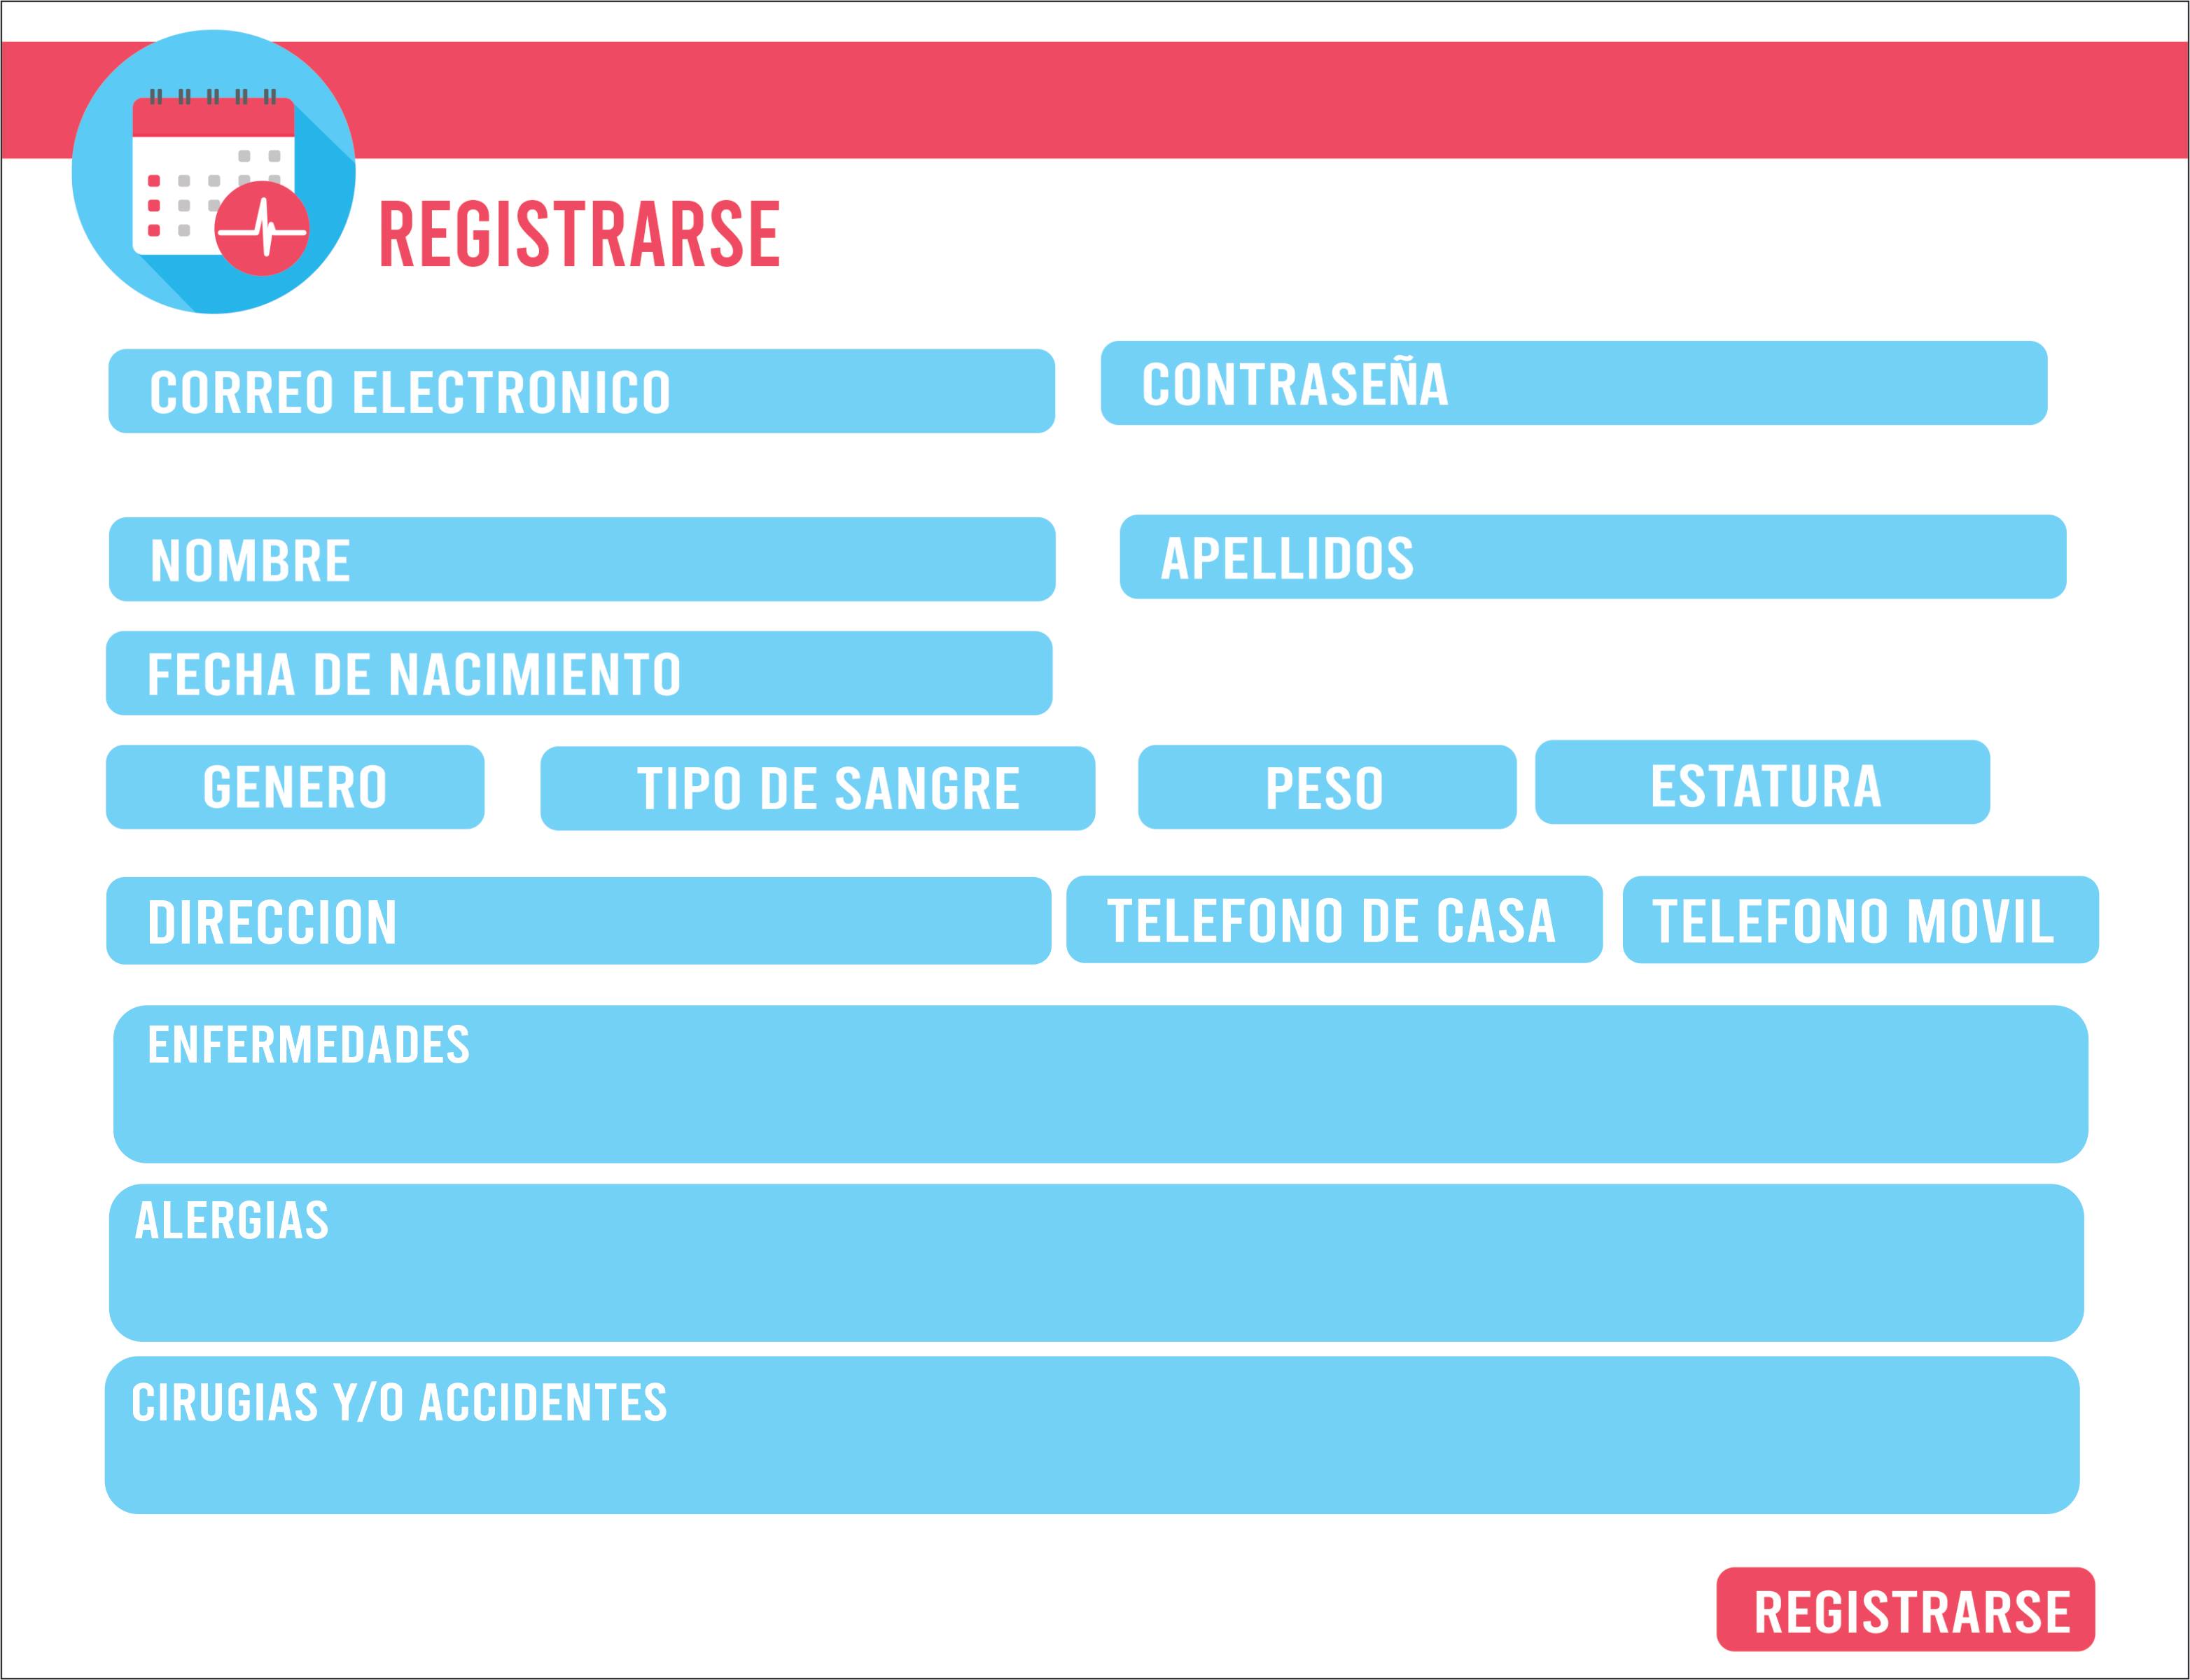 REGISTRARSE
CORREO ELECTRONICO
CONTRASEÑA
NOMBRE
APELLIDOS
FECHA DE NACIMIENTO
GENERO
TIPO DE SANGRE
PESO
ESTATURA
DIRECCION
TELEFONO DE CASA
TELEFONO MOVIL
ENFERMEDADES
ALERGIAS
CIRUGIAS Y/O ACCIDENTES
REGISTRARSE